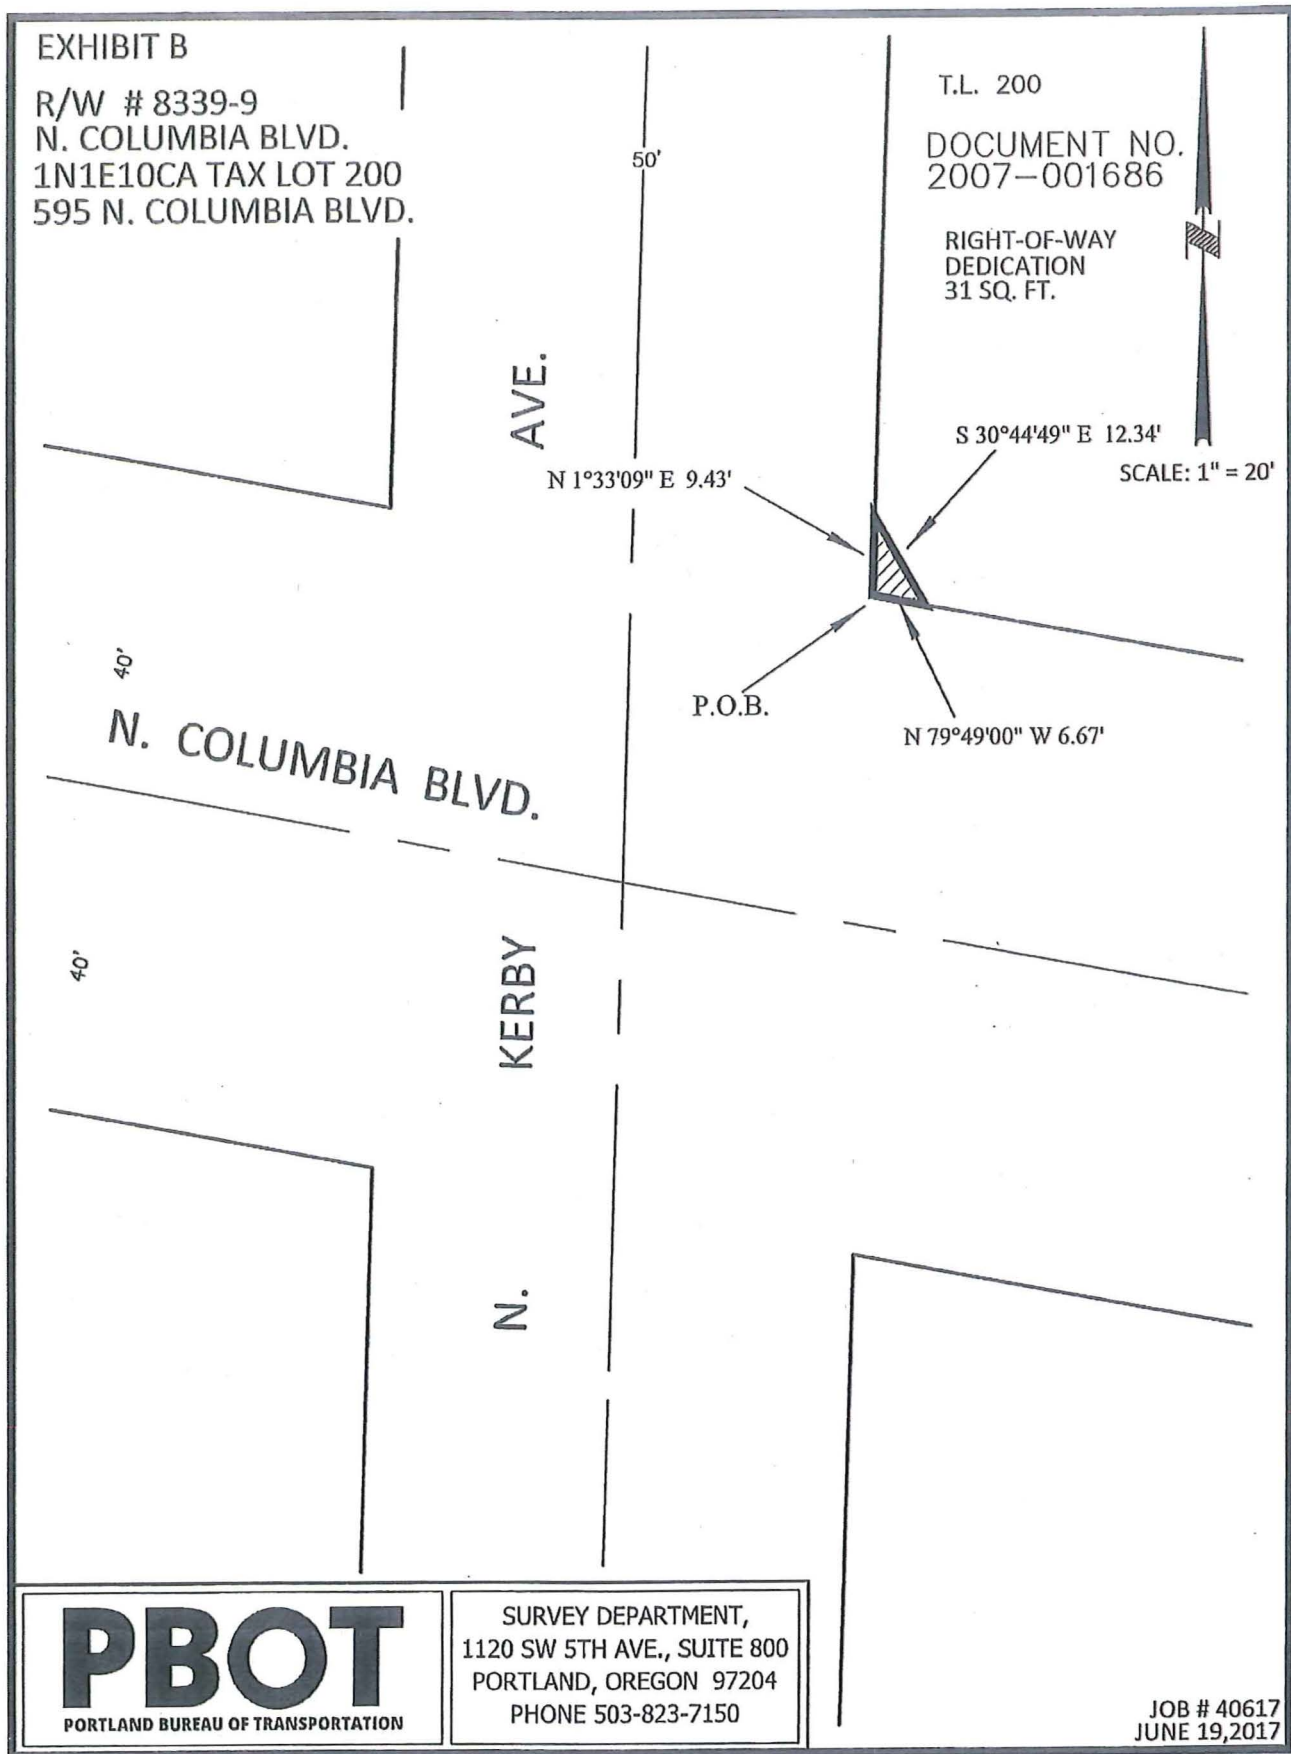 EXHIBIT B
R/W # 8339-9
N. COLUMBIA BLVD.
1N1E10CA TAX LOT 200
595 N. COLUMBIA BLVD.
50'
T.L. 200
DOCUMENT NO.
2007-001686
RIGHT-OF-WAY
DEDICATION
31 SQ. FT.
N
AVE.
S 30°44'49" E 12.34'
SCALE: 1" = 20'
N 1°33'09" E 9.43'
P.O.B.
N 79°49'00" W 6.67'
40'
N. COLUMBIA BLVD.
40'
KERBY
N.
PBOT
PORTLAND BUREAU OF TRANSPORTATION
SURVEY DEPARTMENT,
1120 SW 5TH AVE., SUITE 800
PORTLAND, OREGON 97204
PHONE 503-823-7150
JOB # 40617
JUNE 19,2017